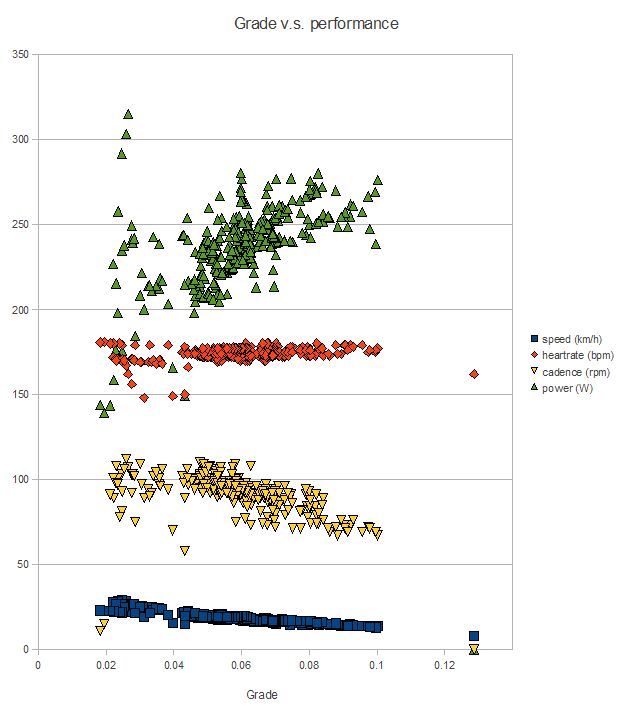 Grade v.s. performance
350
300
250
200
150
100
50
0
0 0.02 0.04 0.06 0.08 0.1 0.12
Grade
speed (km/h)
heartrate (bpm)
cadence (rpm)
power (W)